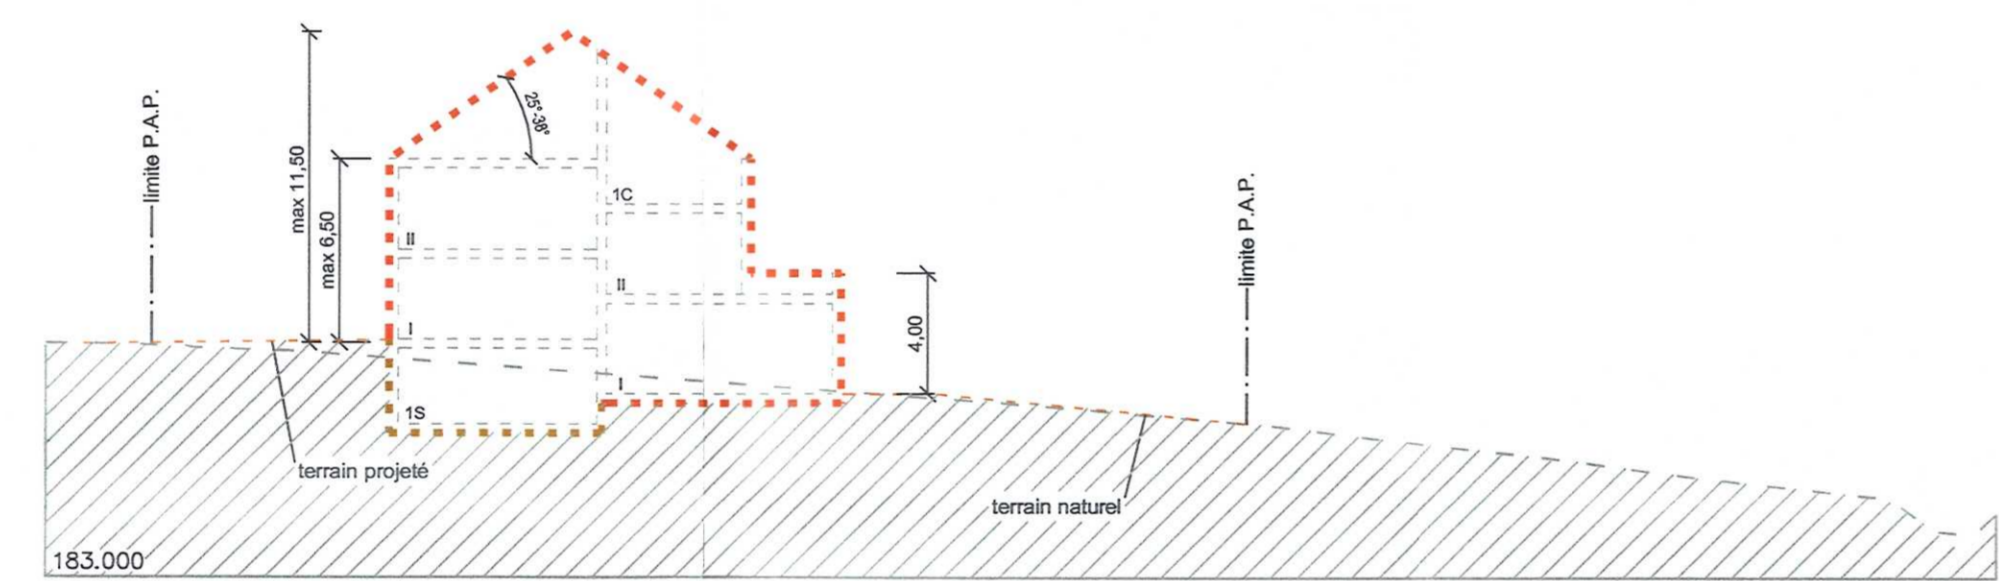 limite P.A.P.
max 11,50
max 6,50
25°-38°
1C
II
II
I
I
1S
4,00
limite P.A.P.
terrain projeté
terrain naturel
183.000